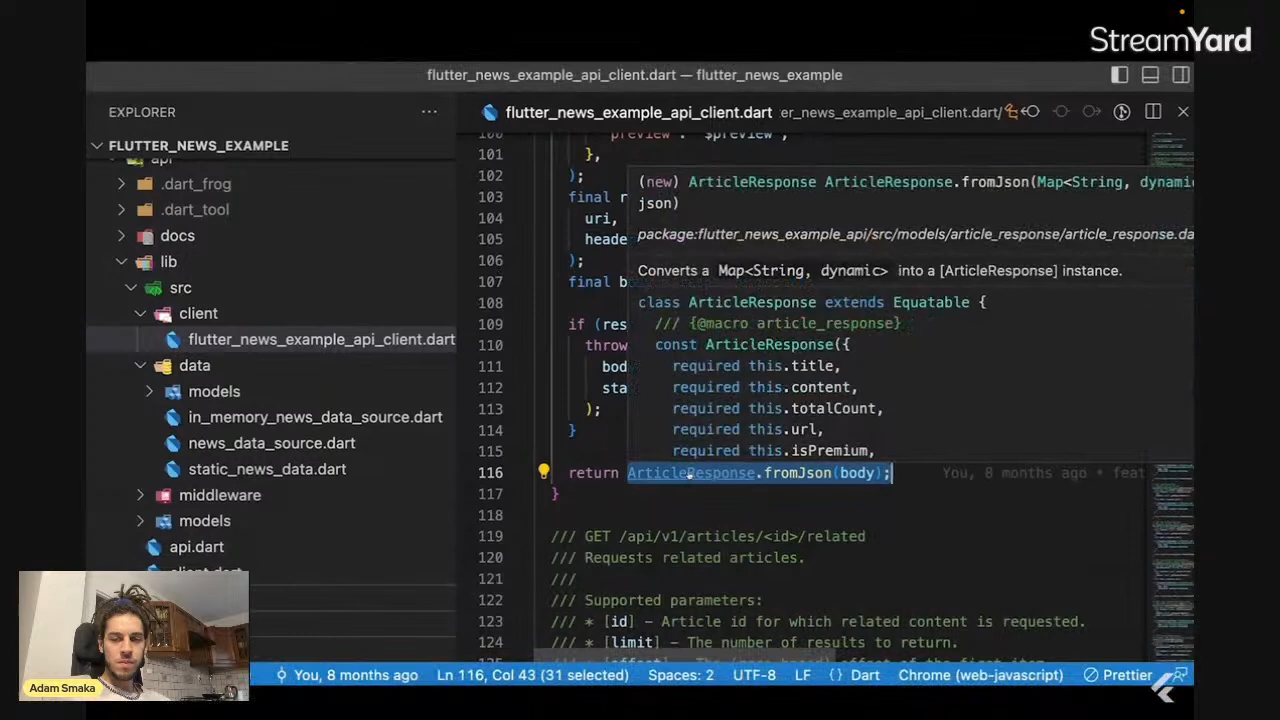 StreamYard
flutter_news_example_api_client.dart — flutter_news_example
EXPLORER
flutter_news_example_api_client.dart er_news_example_api_client.dart/
FLUTTER_NEWS_EXAMPLE
api
.dart_frog
.dart_tool
docs
lib
src
client
flutter_news_example_api_client.dart
data
models
in_memory_news_data_source.dart
news_data_source.dart
static_news_data.dart
middleware
models
api.dart
client.dart
100 'preview': '$preview',
101 },
102 );
103 final r
104 uri,
105 heade
106 );
107 final b
108
109 if (res
110 throw
111 bod
112 sta
113 );
114 }
115
116 return ArticleResponse.fromJson(body); You, 8 months ago • feat
117 }
118
119 /// GET /api/v1/articles/<id>/related
120 /// Requests related articles.
121 ///
122 /// Supported parameters:
123 /// * [id] – Article id for which related content is requested.
124 /// * [limit] – The number of results to return.
(new) ArticleResponse ArticleResponse.fromJson(Map<String, dynami
json)
package:flutter_news_example_api/src/models/article_response/article_response.da
Converts a Map<String, dynamic> into a [ArticleResponse] instance.
class ArticleResponse extends Equatable {
/// {@macro article_response}
const ArticleResponse({
required this.title,
required this.content,
required this.totalCount,
required this.url,
required this.isPremium,
Adam Smaka
You, 8 months ago Ln 116, Col 43 (31 selected) Spaces: 2 UTF-8 LF {} Dart Chrome (web-javascript) Prettier